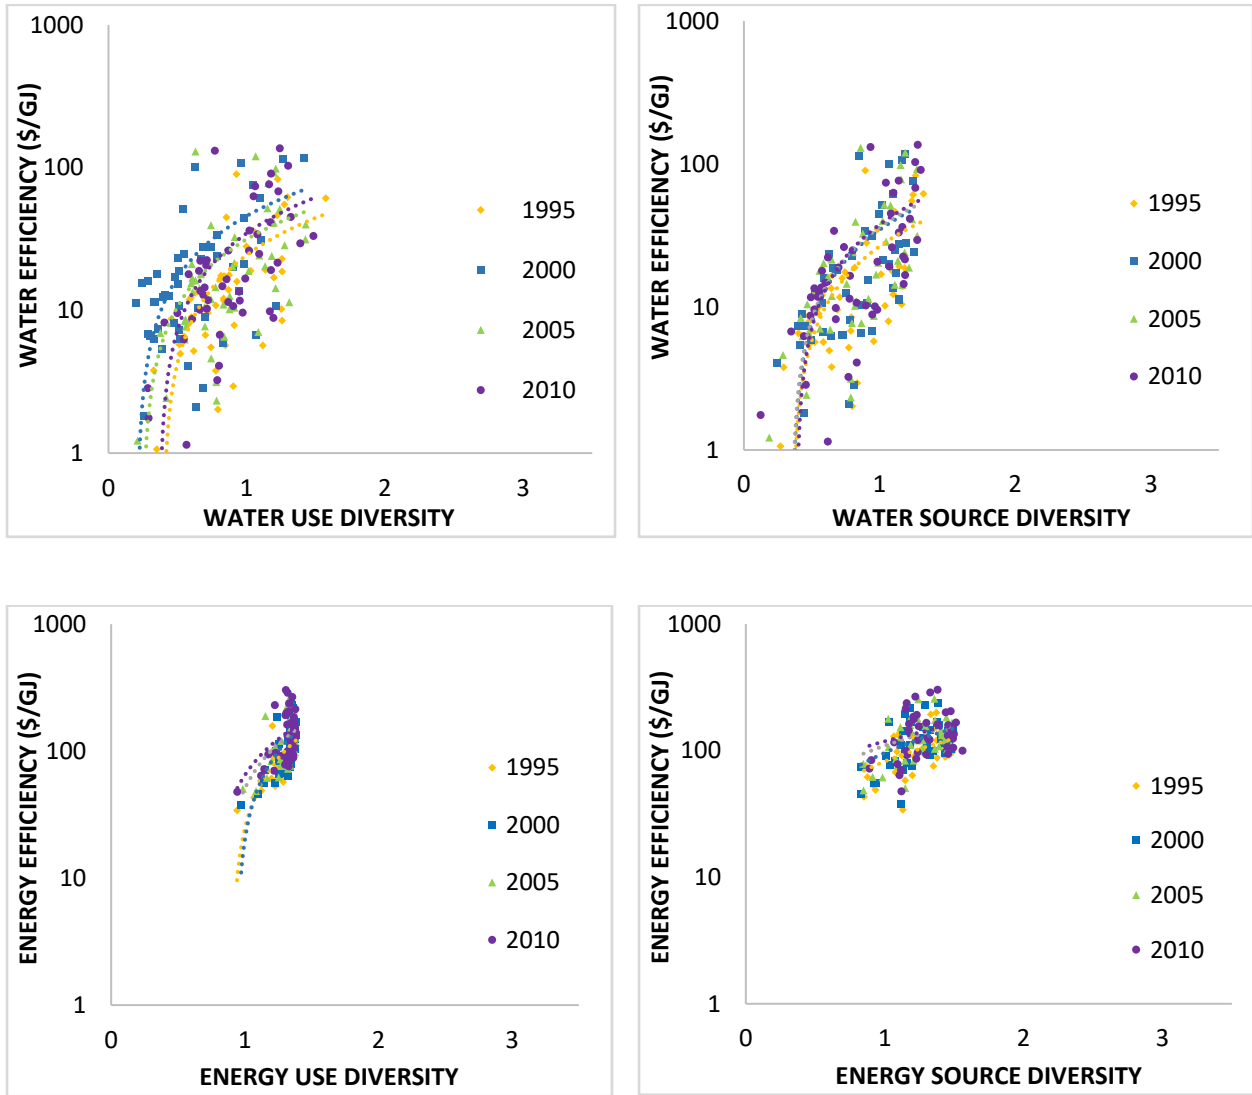 WATER EFFICIENCY ($/GJ)
1000
100
10
1
0 1 2 3
WATER USE DIVERSITY
1995
2000
2005
2010
WATER EFFICIENCY ($/GJ)
1000
100
10
1
0 1 2 3
WATER SOURCE DIVERSITY
1995
2000
2005
2010
ENERGY EFFICIENCY ($/GJ)
1000
100
10
1
0 1 2 3
ENERGY USE DIVERSITY
1995
2000
2005
2010
ENERGY EFFICIENCY ($/GJ)
1000
100
10
1
0 1 2 3
ENERGY SOURCE DIVERSITY
1995
2000
2005
2010